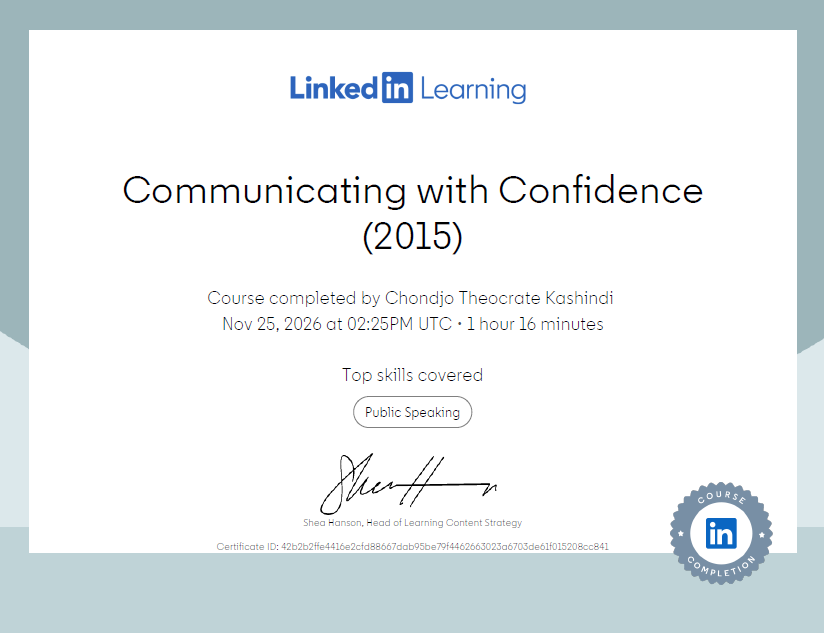 Linked in Learning
Communicating with Confidence
(2015)
Course completed by Chondjo Theocrate Kashindi
Nov 25, 2026 at 02:25PM UTC • 1 hour 16 minutes
Top skills covered
Public Speaking
Shea Hanson, Head of Learning Content Strategy
Certificate ID: 42b2b2ffe4416e2cfd88667dab95be79f4462663023a6703de61f015208cc841
COURSE
in
COMPLETION